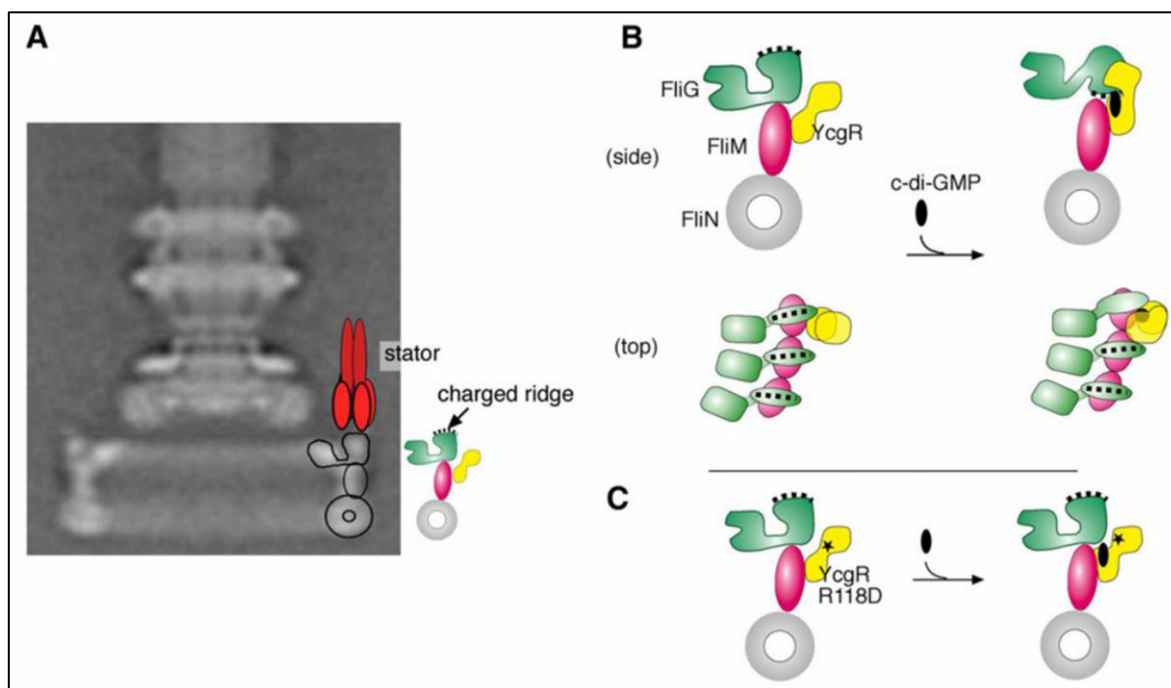 A
stator
charged ridge
B
FliG
YcgR
(side)
FliM
c-di-GMP
FliN
(top)
C
YcgR
R118D